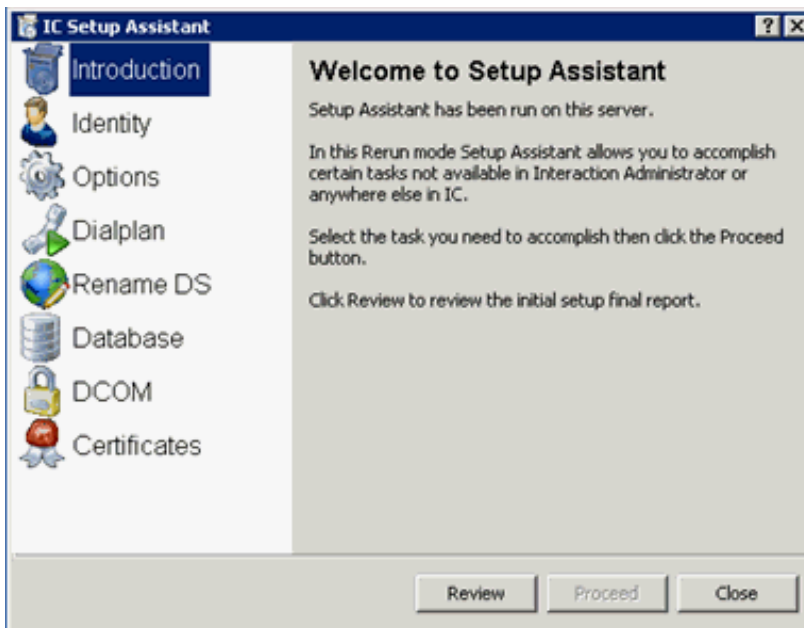 IC Setup Assistant
Introduction
Identity
Options
Dialplan
Rename DS
Database
DCOM
Certificates
Welcome to Setup Assistant
Setup Assistant has been run on this server.
In this Rerun mode Setup Assistant allows you to accomplish
certain tasks not available in Interaction Administrator or
anywhere else in IC.
Select the task you need to accomplish then click the Proceed
button.
Click Review to review the initial setup final report.
Review
Proceed
Close